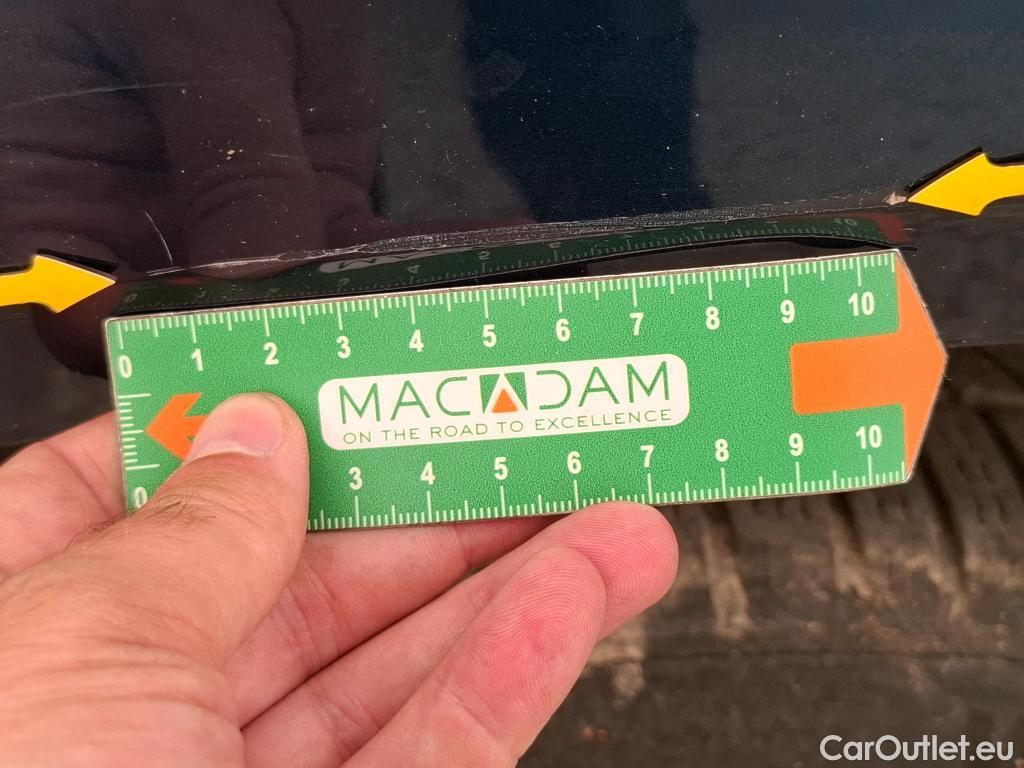 0 1 2 3 4 5 6 7 8 9 10
MACADAM
ON THE ROAD TO EXCELLENCE
0 3 4 5 6 7 8 9 10
CarOutlet.eu